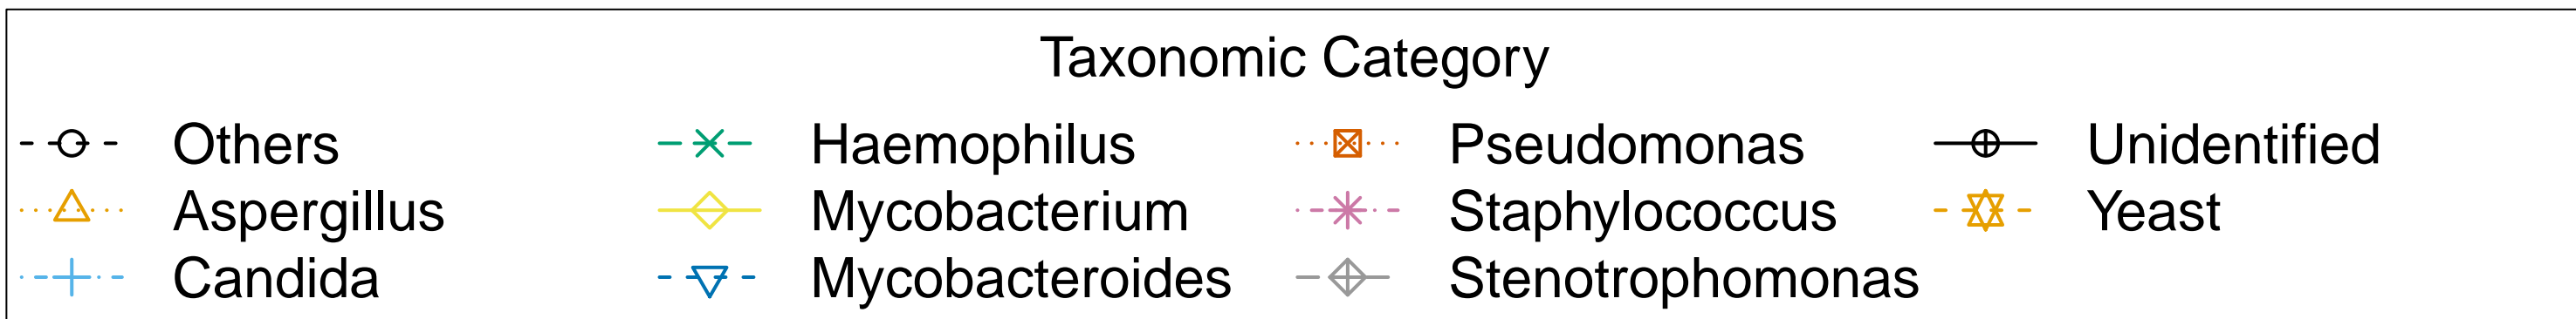 Taxonomic Category
Others
Aspergillus
Candida
Haemophilus
Mycobacterium
Mycobacteroides
Pseudomonas
Staphylococcus
Stenotrophomonas
Unidentified
Yeast